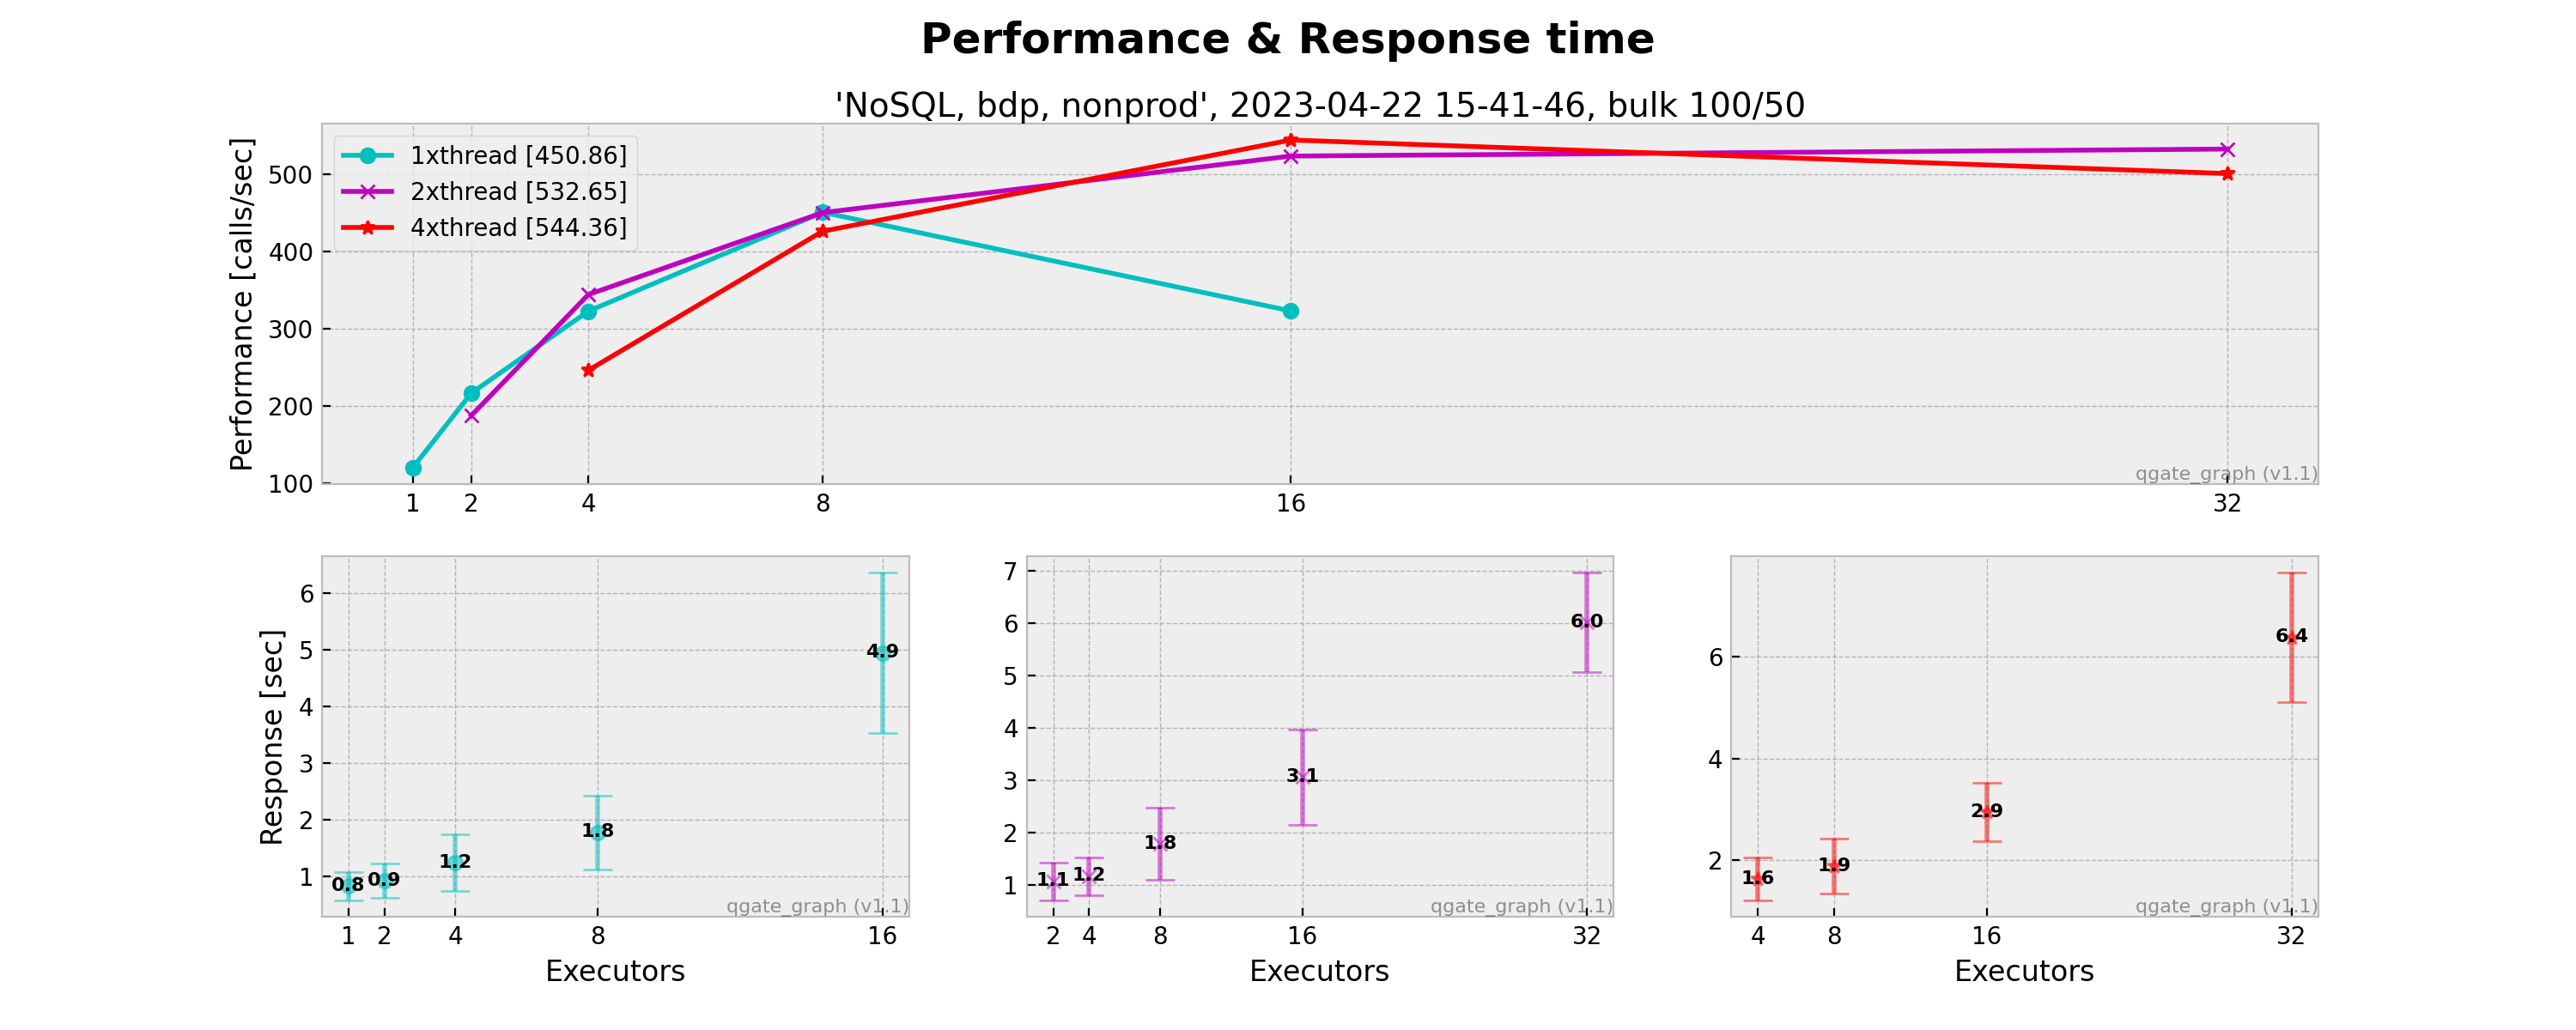 Performance & Response time
'NoSQL, bdp, nonprod', 2023-04-22 15-41-46, bulk 100/50
Performance [calls/sec]
500
400
300
200
100
1xthread [450.86]
2xthread [532.65]
4xthread [544.36]
qgate_graph (v1.1)
1 2 4 8 16 32
Response [sec]
6
5
4
3
2
1
0.8 0.9 1.2 1.8 4.9
qgate_graph (v1.1)
1 2 4 8 16
Executors
7
6
5
4
3
2
1
1.1 1.2 1.8 3.1 6.0
qgate_graph (v1.1)
2 4 8 16 32
Executors
6
4
2
1.6 1.9 2.9 6.4
qgate_graph (v1.1)
4 8 16 32
Executors